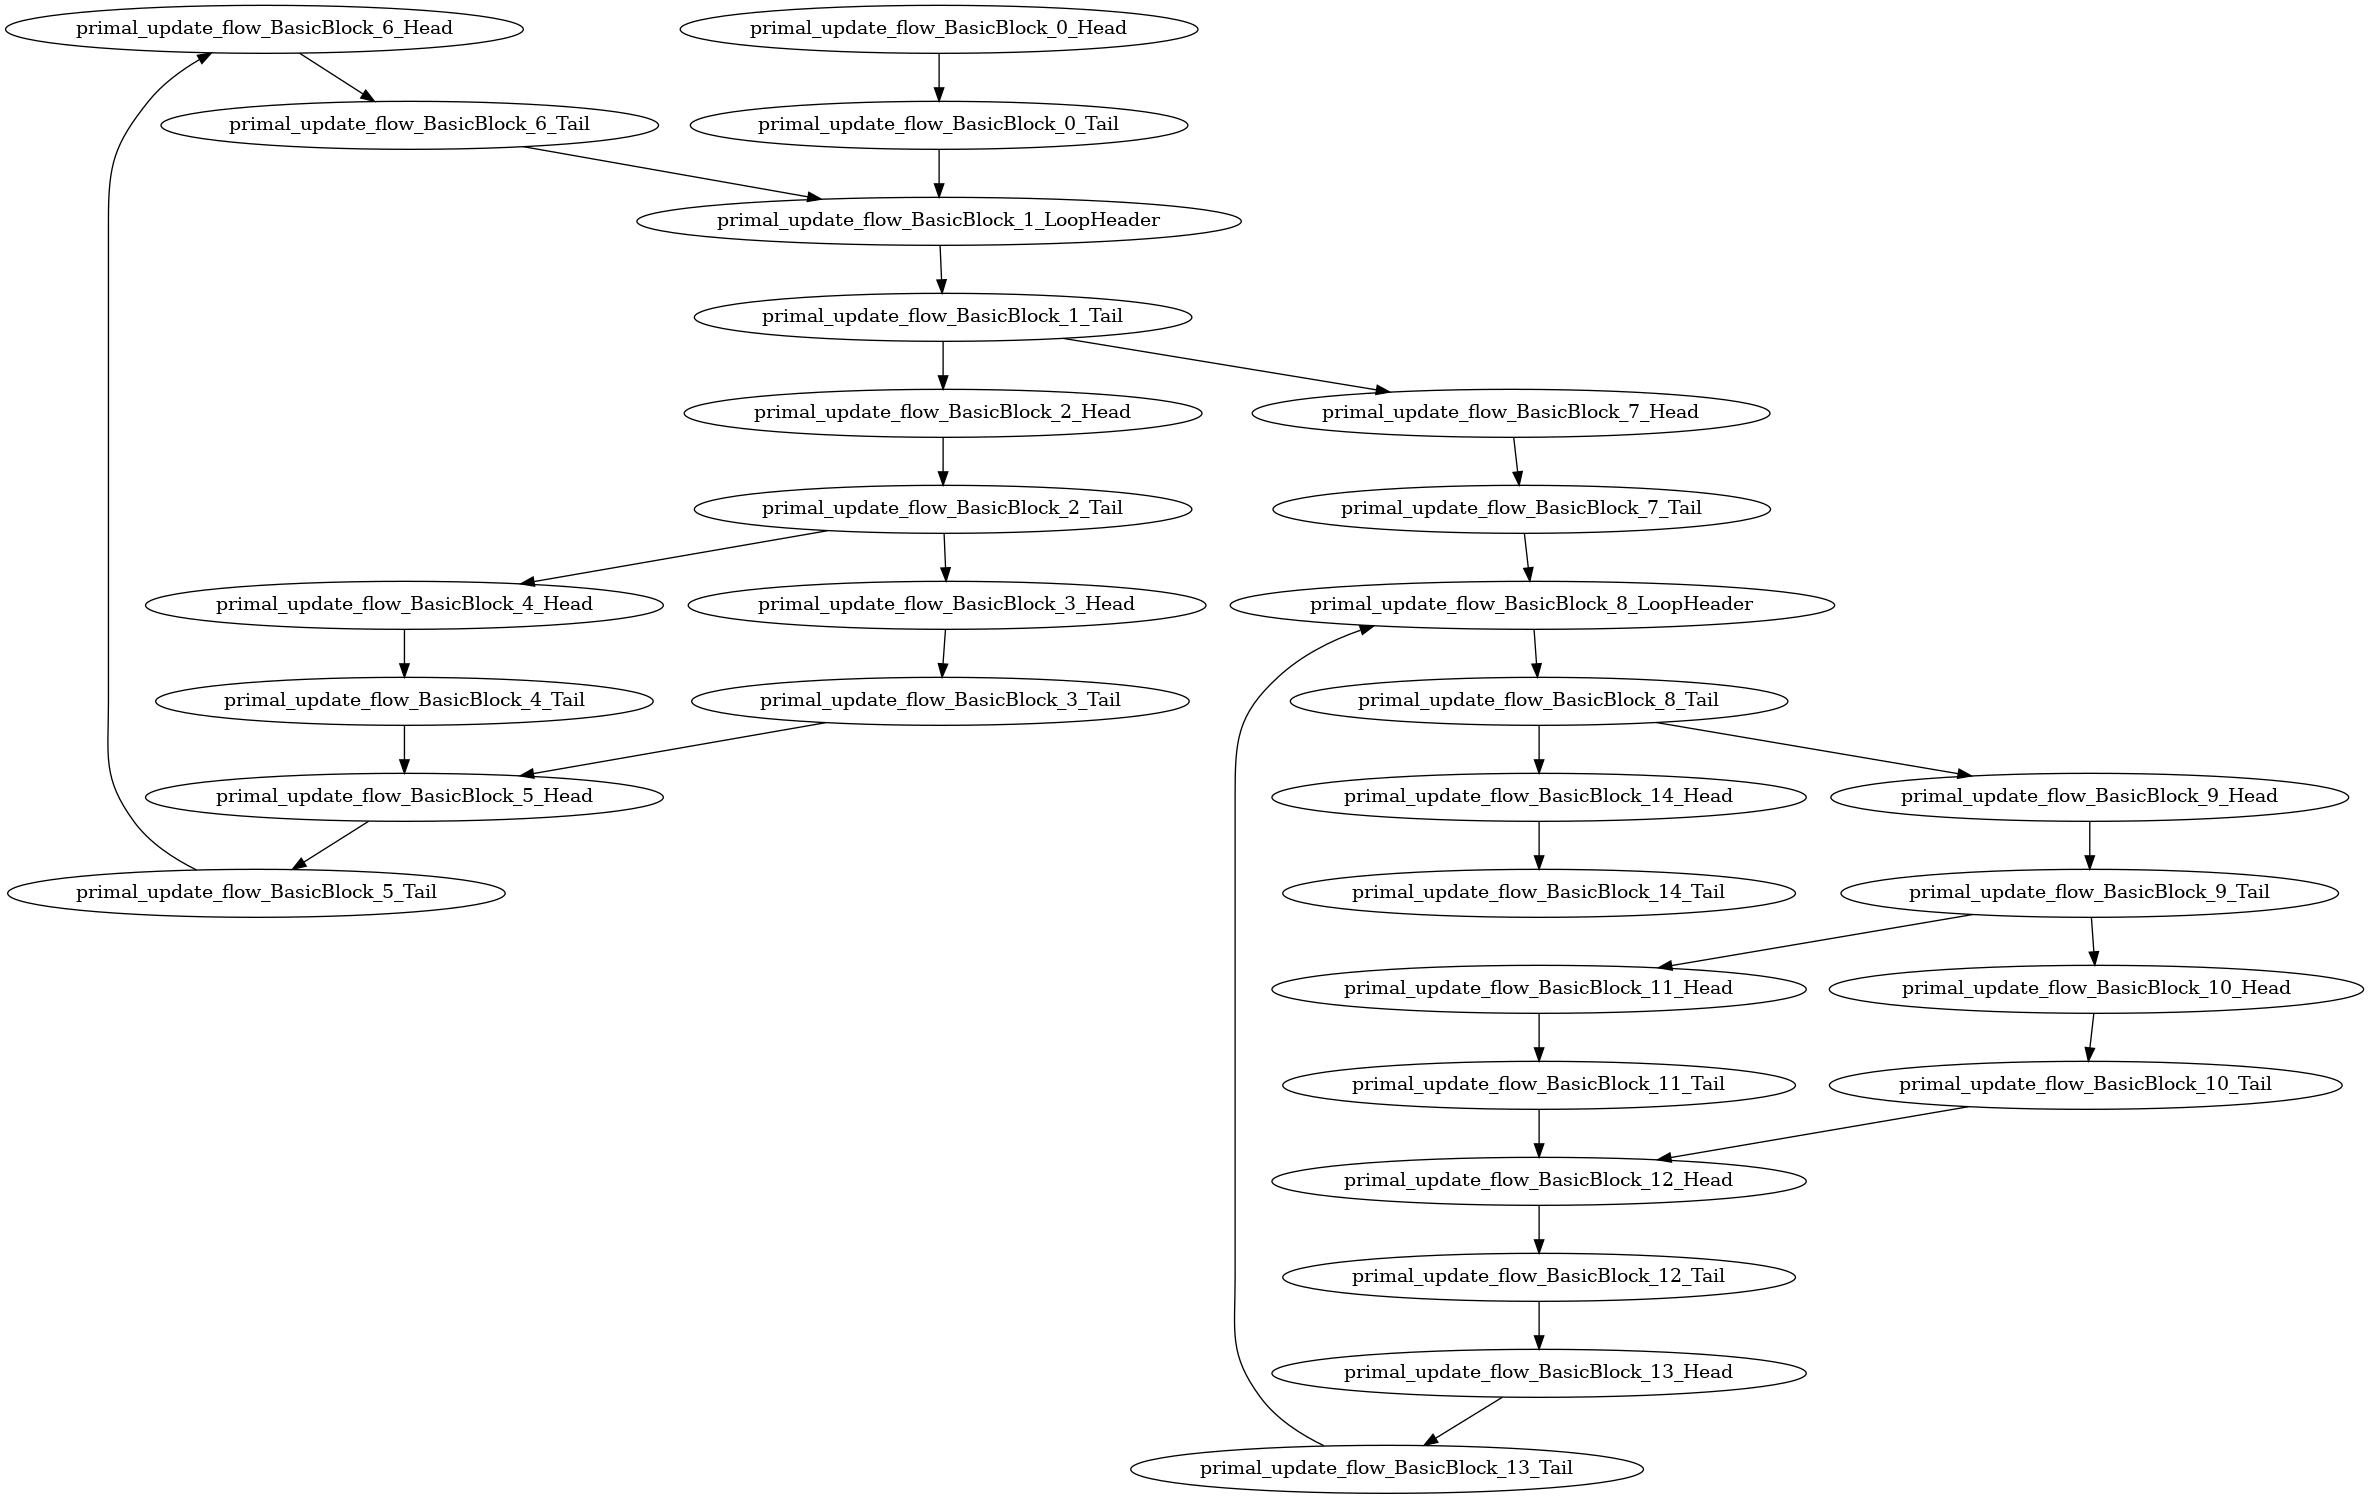 primal_update_flow_BasicBlock_6_Head
primal_update_flow_BasicBlock_0_Head
primal_update_flow_BasicBlock_6_Tail
primal_update_flow_BasicBlock_0_Tail
primal_update_flow_BasicBlock_1_LoopHeader
primal_update_flow_BasicBlock_1_Tail
primal_update_flow_BasicBlock_2_Head
primal_update_flow_BasicBlock_7_Head
primal_update_flow_BasicBlock_2_Tail
primal_update_flow_BasicBlock_7_Tail
primal_update_flow_BasicBlock_4_Head
primal_update_flow_BasicBlock_3_Head
primal_update_flow_BasicBlock_8_LoopHeader
primal_update_flow_BasicBlock_4_Tail
primal_update_flow_BasicBlock_3_Tail
primal_update_flow_BasicBlock_8_Tail
primal_update_flow_BasicBlock_5_Head
primal_update_flow_BasicBlock_14_Head
primal_update_flow_BasicBlock_9_Head
primal_update_flow_BasicBlock_5_Tail
primal_update_flow_BasicBlock_14_Tail
primal_update_flow_BasicBlock_9_Tail
primal_update_flow_BasicBlock_11_Head
primal_update_flow_BasicBlock_10_Head
primal_update_flow_BasicBlock_11_Tail
primal_update_flow_BasicBlock_10_Tail
primal_update_flow_BasicBlock_12_Head
primal_update_flow_BasicBlock_12_Tail
primal_update_flow_BasicBlock_13_Head
primal_update_flow_BasicBlock_13_Tail